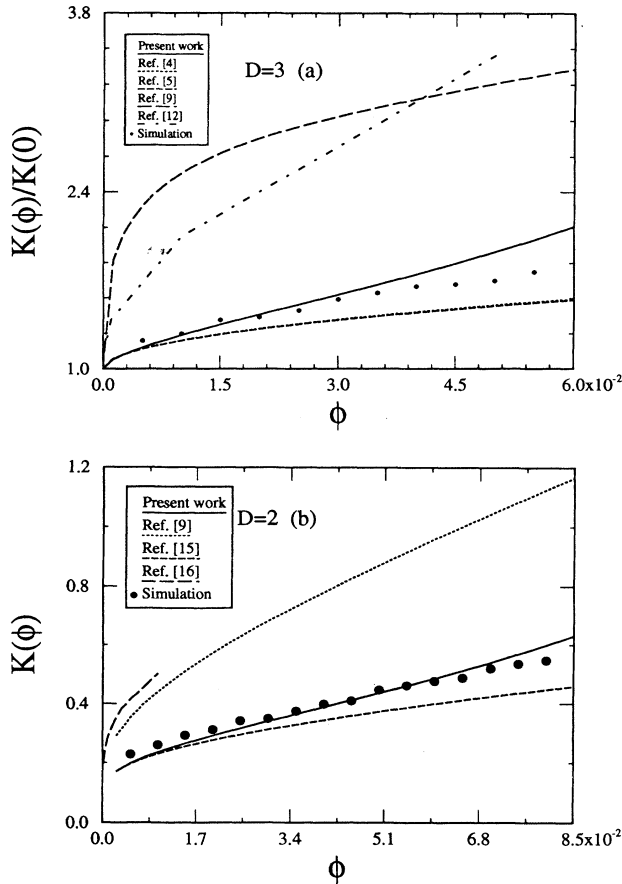 3.8
Present work
Ref. [4]
Ref. [5]
Ref. [9]
Ref. [12]
Simulation
D=3 (a)
K(ϕ)/K(0)
2.4
1.0
0.0
1.5
3.0
4.5
6.0x10⁻²
ϕ
1.2
Present work
Ref. [9]
Ref. [15]
Ref. [16]
Simulation
D=2 (b)
0.8
K(ϕ)
0.4
0.0
0.0
1.7
3.4
5.1
6.8
8.5x10⁻²
ϕ